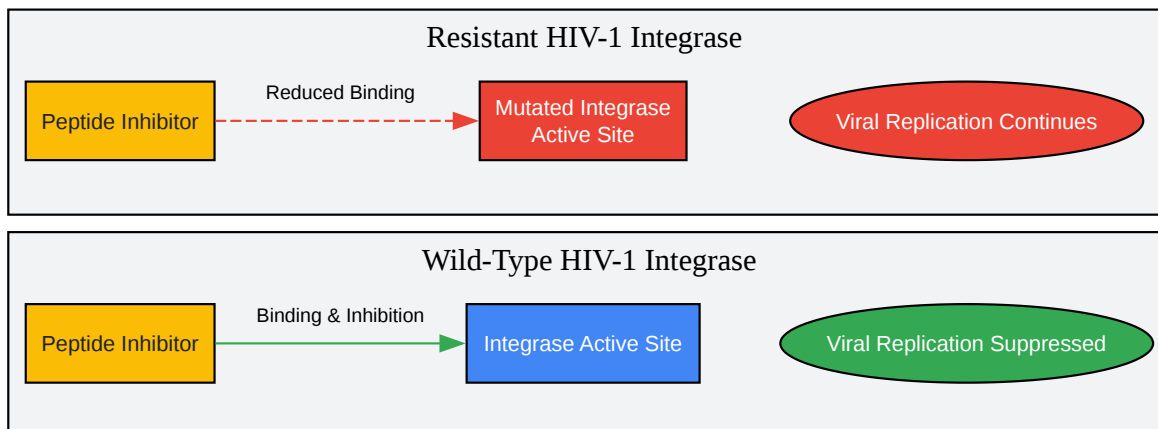 Resistant HIV-1 Integrase
Reduced Binding
Peptide Inhibitor
Mutated Integrase
Active Site
Viral Replication Continues
Wild-Type HIV-1 Integrase
Binding & Inhibition
Peptide Inhibitor
Integrase Active Site
Viral Replication Suppressed